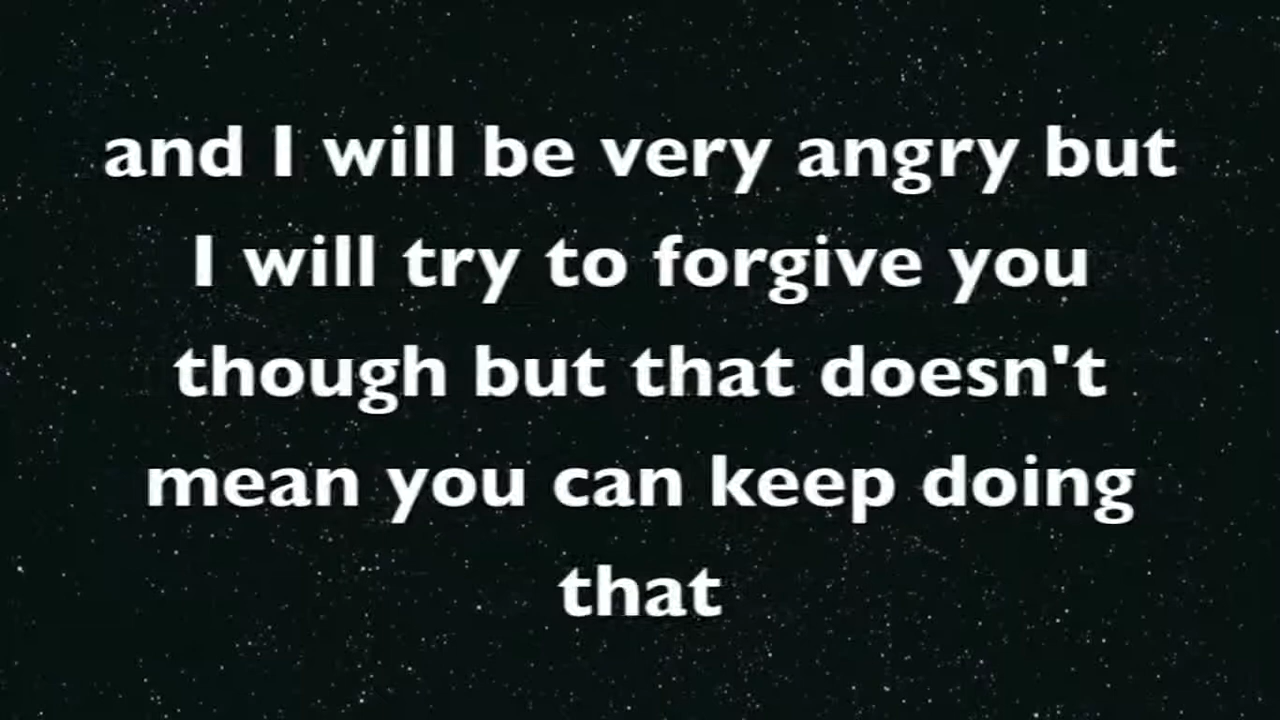 and I will be very angry but
I will try to forgive you
though but that doesn't
mean you can keep doing
that